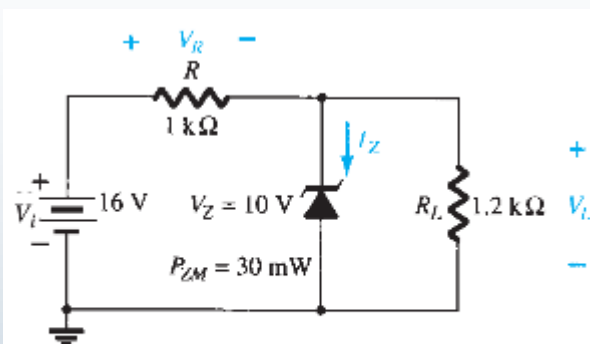 + V_R −
R
1 kΩ
I_Z
+
+
V_i
16 V
V_Z = 10 V
R_L
1.2 kΩ
V_L
−
P_ZM = 30 mW
−